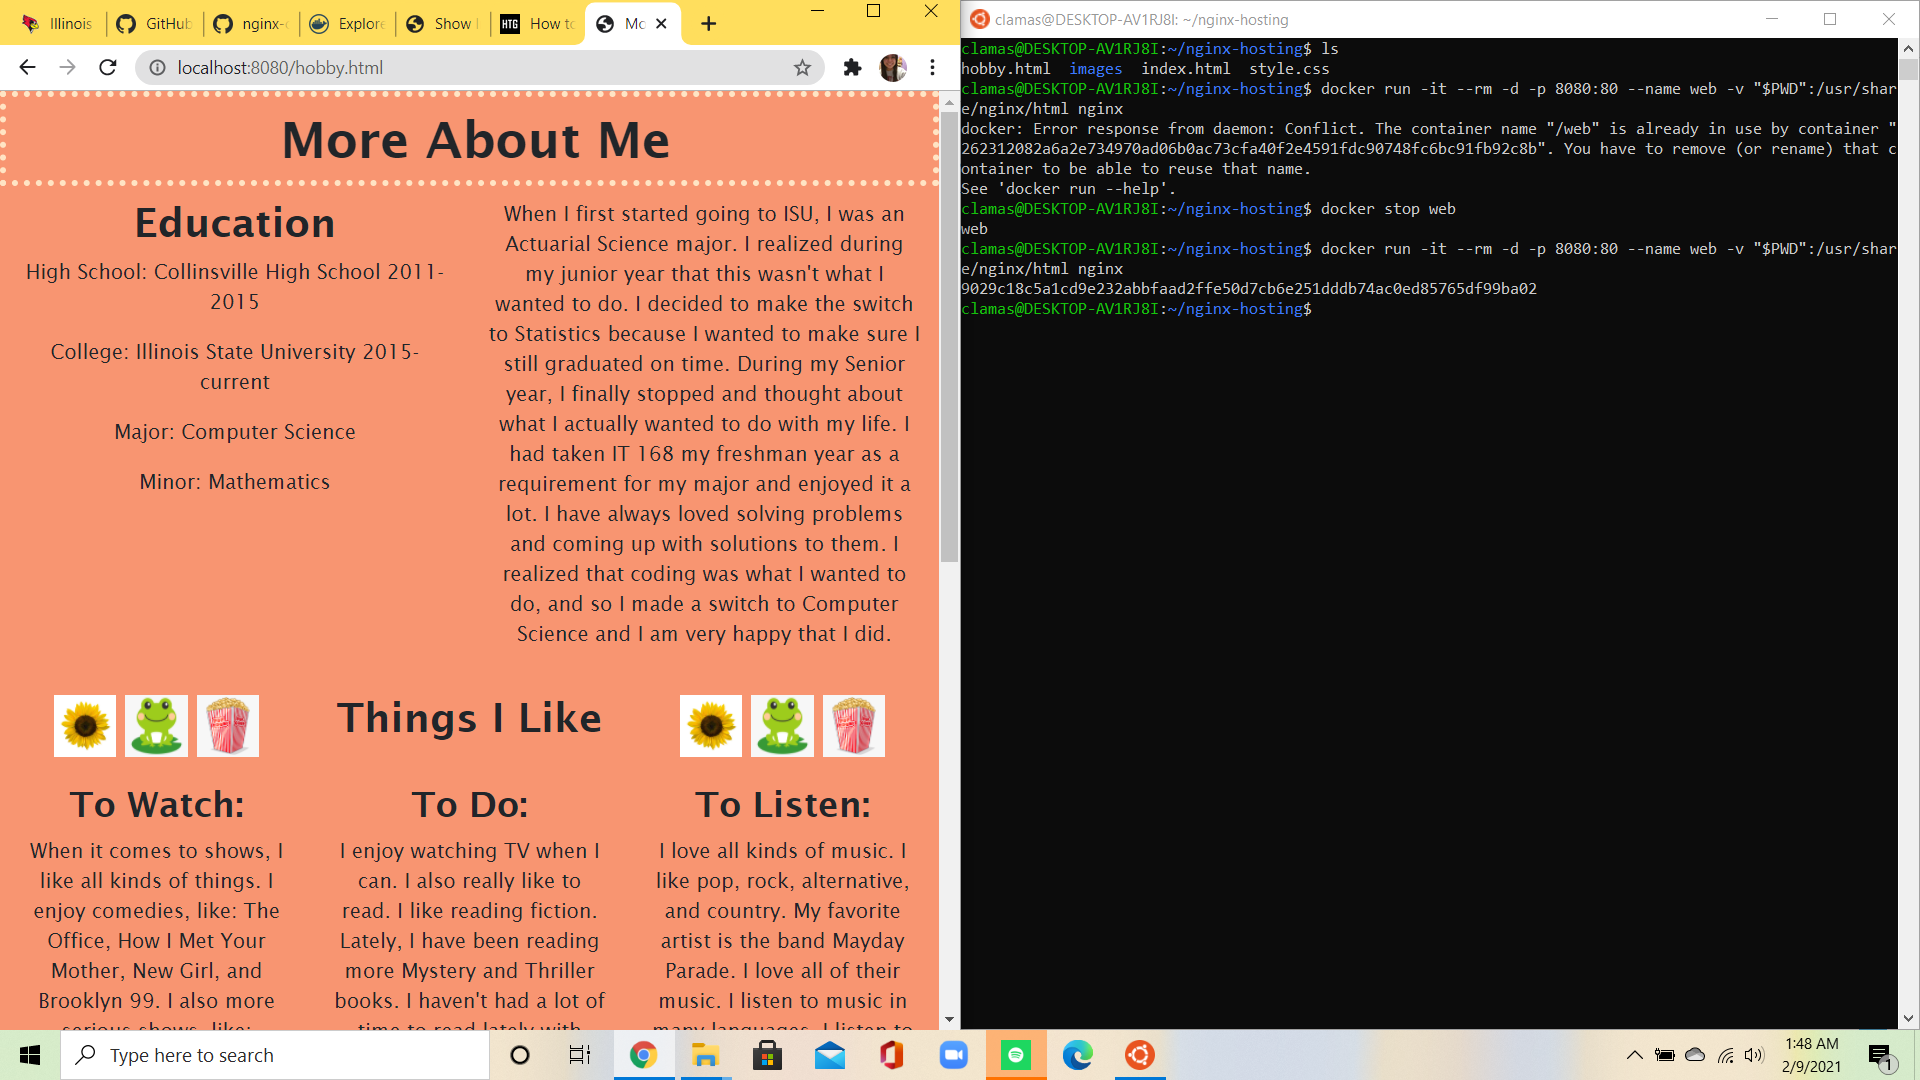 Illinois
GitHub
nginx-
Explore
Show
HTG How to
Mo
localhost:8080/hobby.html
More About Me
Education
High School: Collinsville High School 2011-
2015
College: Illinois State University 2015-
current
Major: Computer Science
Minor: Mathematics
When I first started going to ISU, I was an
Actuarial Science major. I realized during
my junior year that this wasn't what I
wanted to do. I decided to make the switch
to Statistics because I wanted to make sure I
still graduated on time. During my Senior
year, I finally stopped and thought about
what I actually wanted to do with my life. I
had taken IT 168 my freshman year as a
requirement for my major and enjoyed it a
lot. I have always loved solving problems
and coming up with solutions to them. I
realized that coding was what I wanted to
do, and so I made a switch to Computer
Science and I am very happy that I did.
Things I Like
To Watch:
When it comes to shows, I
like all kinds of things. I
enjoy comedies, like: The
Office, How I Met Your
Mother, New Girl, and
Brooklyn 99. I also more
serious shows, like:
To Do:
I enjoy watching TV when I
can. I also really like to
read. I like reading fiction.
Lately, I have been reading
more Mystery and Thriller
books. I haven't had a lot of
time to read lately with
To Listen:
I love all kinds of music. I
like pop, rock, alternative,
and country. My favorite
artist is the band Mayday
Parade. I love all of their
music. I listen to music in
many languages. I listen to
clamas@DESKTOP-AV1RJ8I: ~/nginx-hosting
clamas@DESKTOP-AV1RJ8I:~/nginx-hosting$ ls
hobby.html  images  index.html  style.css
clamas@DESKTOP-AV1RJ8I:~/nginx-hosting$ docker run -it --rm -d -p 8080:80 --name web -v "$PWD":/usr/shar
e/nginx/html nginx
docker: Error response from daemon: Conflict. The container name "/web" is already in use by container "
262312082a6a2e734970ad06b0ac73cfa40f2e4591fdc90748fc6bc91fb92c8b". You have to remove (or rename) that c
ontainer to be able to reuse that name.
See 'docker run --help'.
clamas@DESKTOP-AV1RJ8I:~/nginx-hosting$ docker stop web
web
clamas@DESKTOP-AV1RJ8I:~/nginx-hosting$ docker run -it --rm -d -p 8080:80 --name web -v "$PWD":/usr/shar
e/nginx/html nginx
9029c18c5a1cd9e232abbfaad2ffe50d7cb6e251dddb74ac0ed85765df99ba02
clamas@DESKTOP-AV1RJ8I:~/nginx-hosting$
Type here to search
1:48 AM
2/9/2021
1